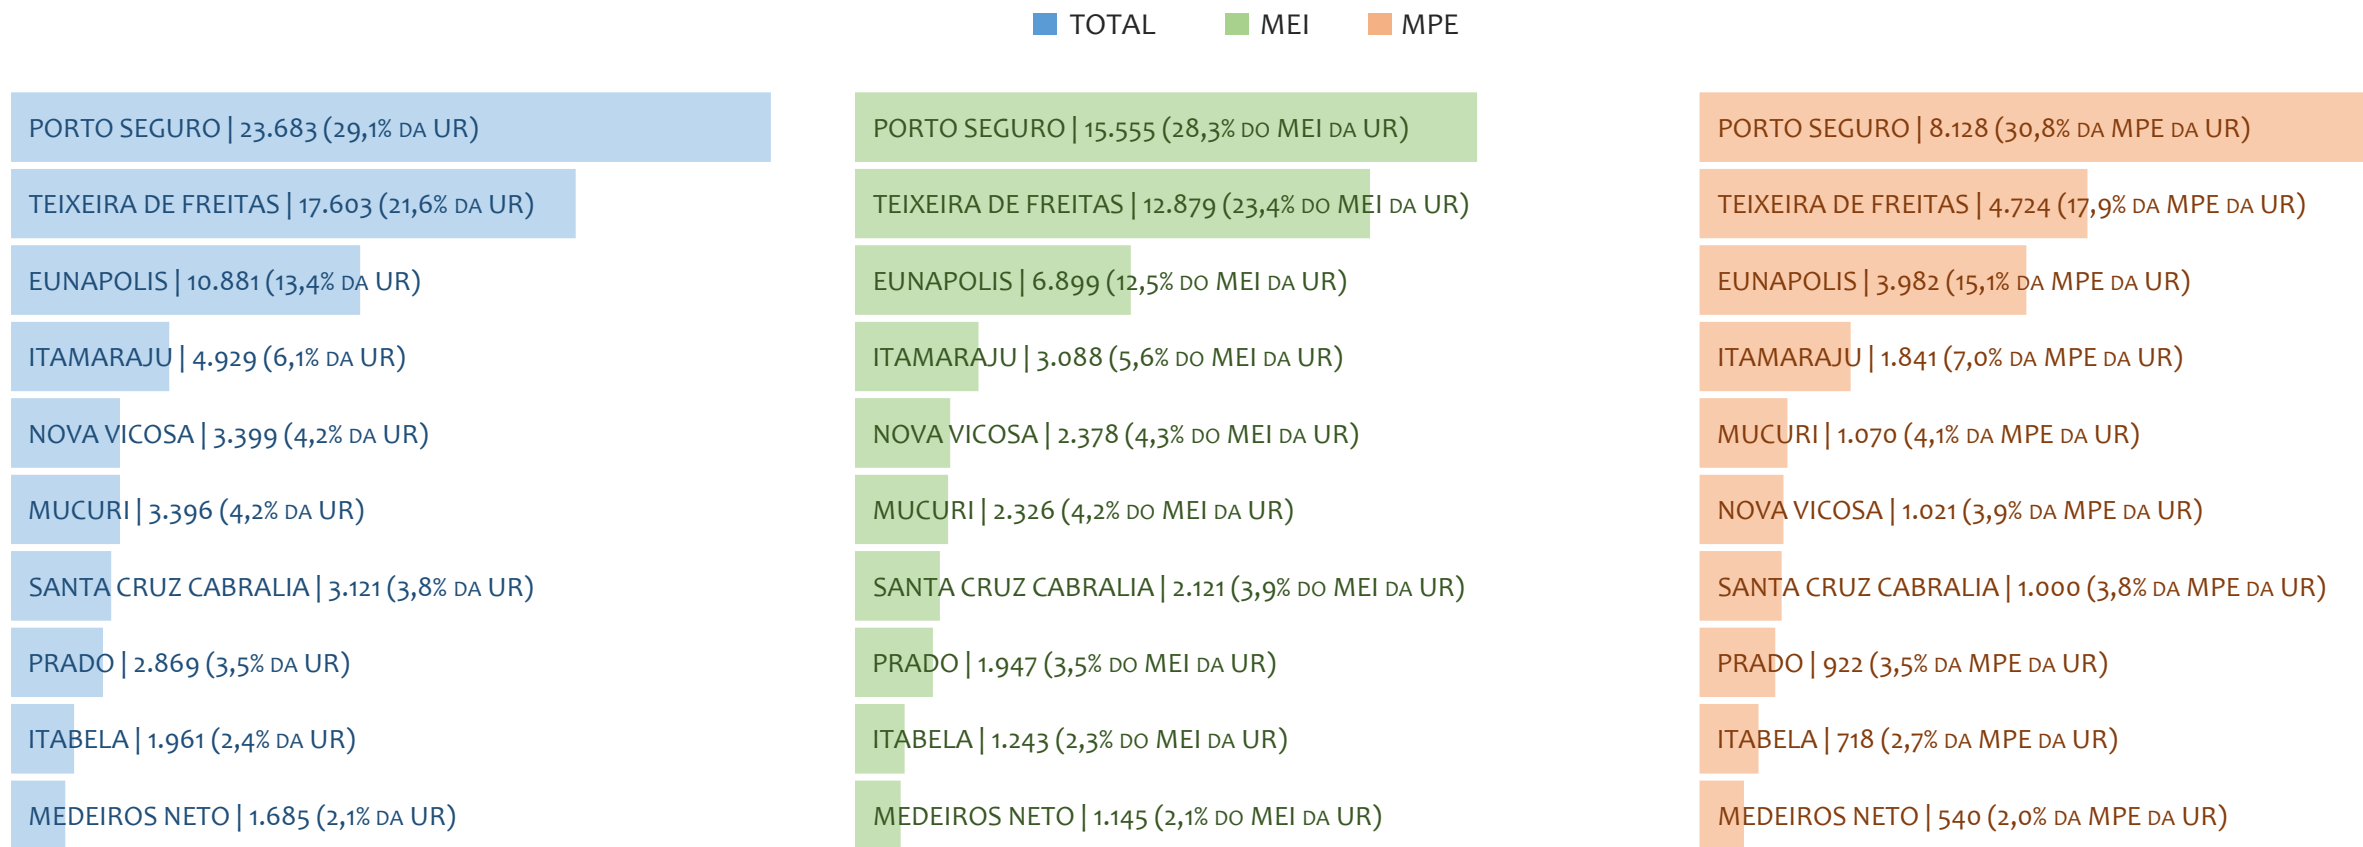 TOTAL MEI MPE
PORTO SEGURO | 23.683 (29,1% DA UR)
TEIXEIRA DE FREITAS | 17.603 (21,6% DA UR)
EUNAPOLIS | 10.881 (13,4% DA UR)
ITAMARAJU | 4.929 (6,1% DA UR)
NOVA VICOSA | 3.399 (4,2% DA UR)
MUCURI | 3.396 (4,2% DA UR)
SANTA CRUZ CABRALIA | 3.121 (3,8% DA UR)
PRADO | 2.869 (3,5% DA UR)
ITABELA | 1.961 (2,4% DA UR)
MEDEIROS NETO | 1.685 (2,1% DA UR)
PORTO SEGURO | 15.555 (28,3% DO MEI DA UR)
TEIXEIRA DE FREITAS | 12.879 (23,4% DO MEI DA UR)
EUNAPOLIS | 6.899 (12,5% DO MEI DA UR)
ITAMARAJU | 3.088 (5,6% DO MEI DA UR)
NOVA VICOSA | 2.378 (4,3% DO MEI DA UR)
MUCURI | 2.326 (4,2% DO MEI DA UR)
SANTA CRUZ CABRALIA | 2.121 (3,9% DO MEI DA UR)
PRADO | 1.947 (3,5% DO MEI DA UR)
ITABELA | 1.243 (2,3% DO MEI DA UR)
MEDEIROS NETO | 1.145 (2,1% DO MEI DA UR)
PORTO SEGURO | 8.128 (30,8% DA MPE DA UR)
TEIXEIRA DE FREITAS | 4.724 (17,9% DA MPE DA UR)
EUNAPOLIS | 3.982 (15,1% DA MPE DA UR)
ITAMARAJU | 1.841 (7,0% DA MPE DA UR)
MUCURI | 1.070 (4,1% DA MPE DA UR)
NOVA VICOSA | 1.021 (3,9% DA MPE DA UR)
SANTA CRUZ CABRALIA | 1.000 (3,8% DA MPE DA UR)
PRADO | 922 (3,5% DA MPE DA UR)
ITABELA | 718 (2,7% DA MPE DA UR)
MEDEIROS NETO | 540 (2,0% DA MPE DA UR)